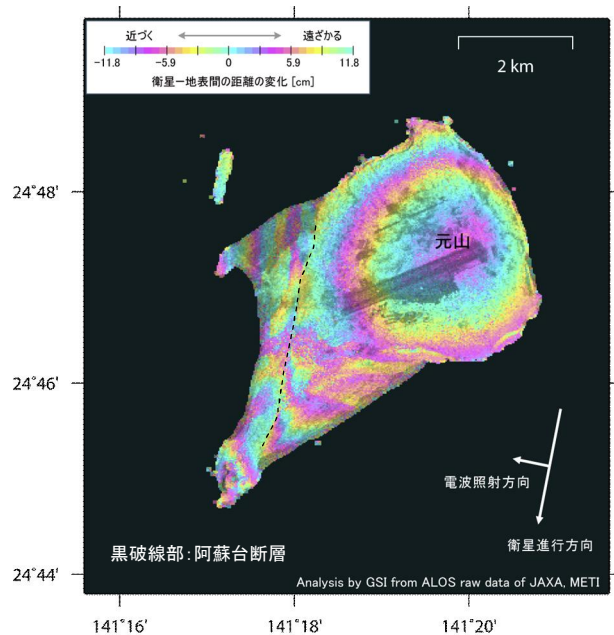 近づく 遠ざかる
-11.8 -5.9 0 5.9 11.8
衛星ー地表間の距離の変化 [cm]
2 km
24˚48'
元山
24˚46'
電波照射方向
衛星進行方向
黒破線部:阿蘇台断層
24˚44'
Analysis by GSI from ALOS raw data of JAXA, METI
141˚16' 141˚18' 141˚20'